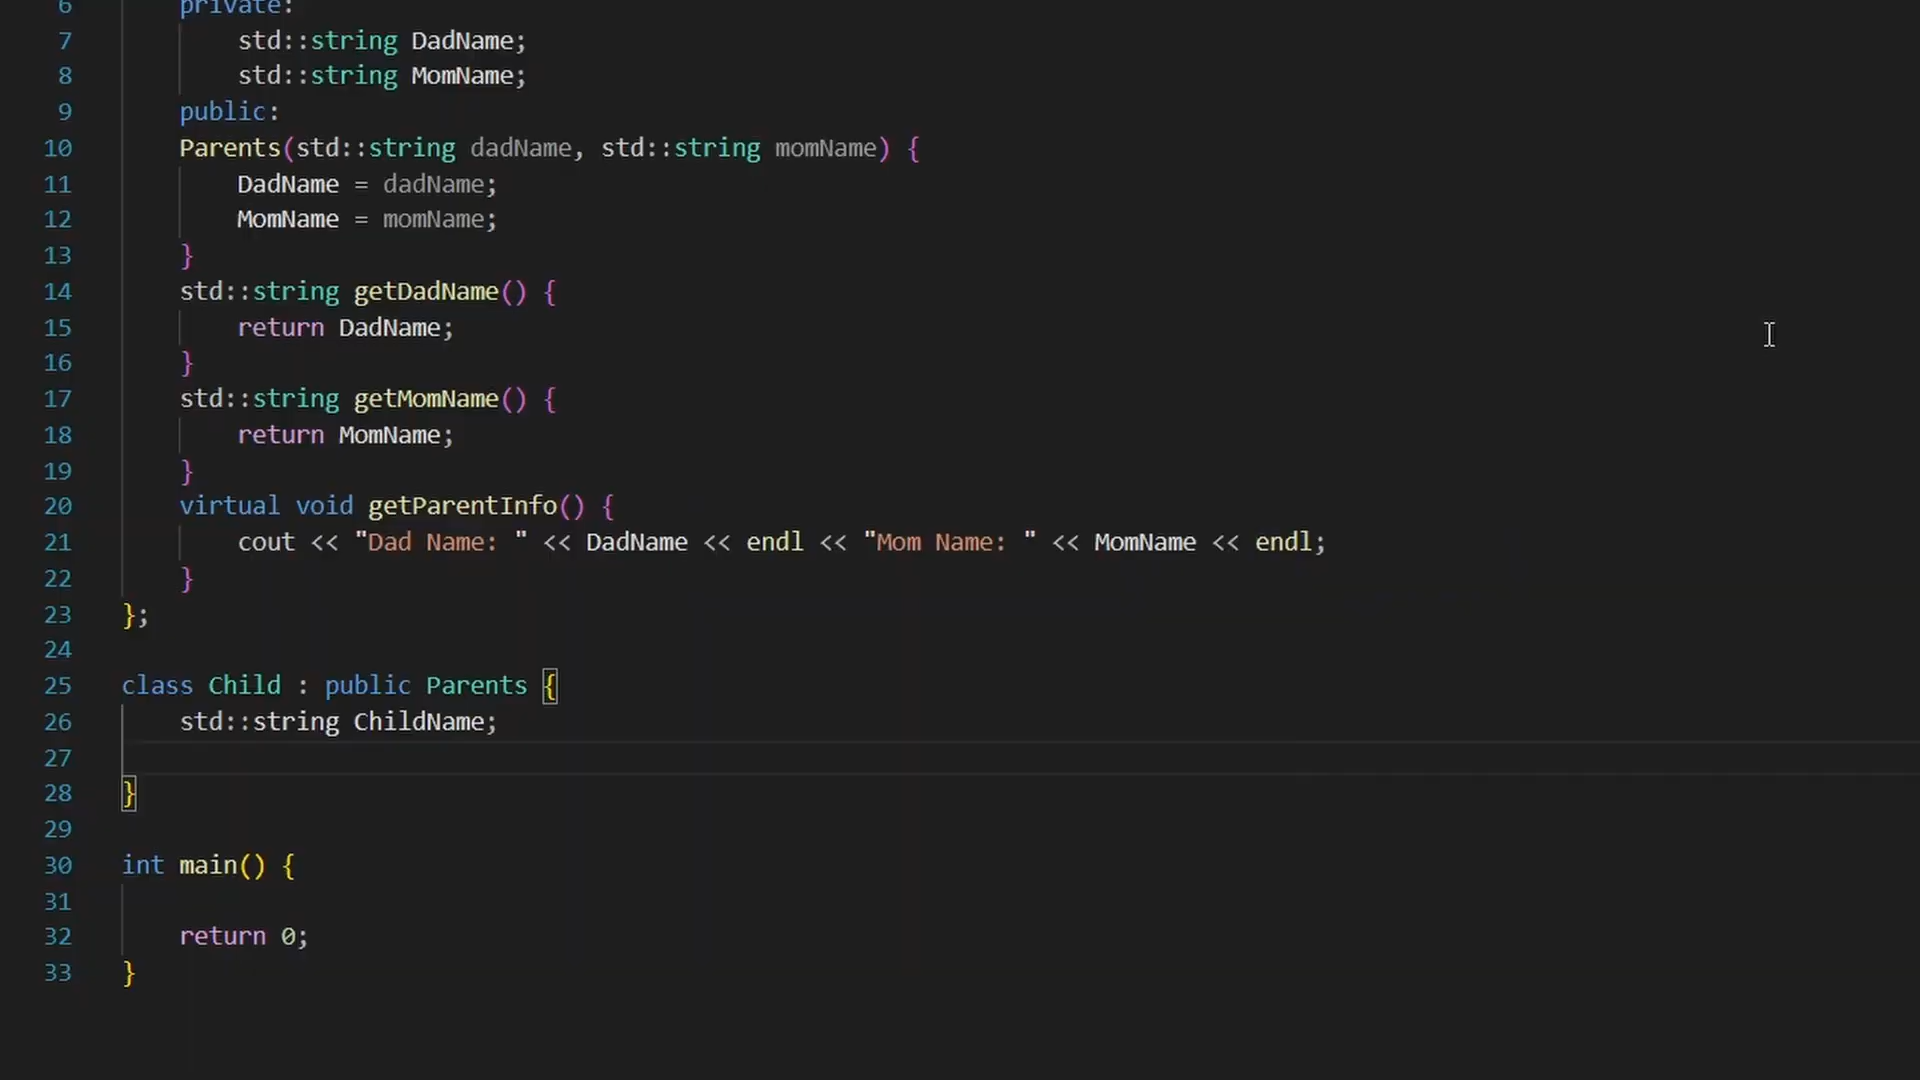 6 private:
7 std::string DadName;
8 std::string MomName;
9 public:
10 Parents(std::string dadName, std::string momName) {
11 DadName = dadName;
12 MomName = momName;
13 }
14 std::string getDadName() {
15 return DadName;
16 }
17 std::string getMomName() {
18 return MomName;
19 }
20 virtual void getParentInfo() {
21 cout << "Dad Name: " << DadName << endl << "Mom Name: " << MomName << endl;
22 }
23 };
24
25 class Child : public Parents {
26 std::string ChildName;
27
28 }
29
30 int main() {
31
32 return 0;
33 }